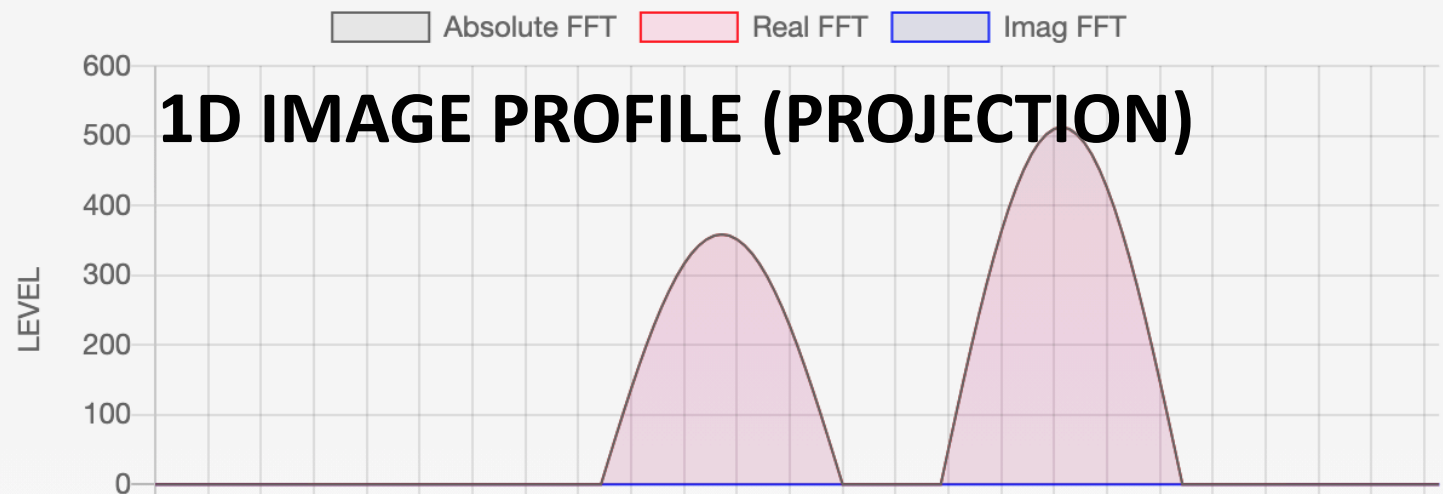 Absolute FFT Real FFT Imag FFT
1D IMAGE PROFILE (PROJECTION)
LEVEL
600
500
400
300
200
100
0